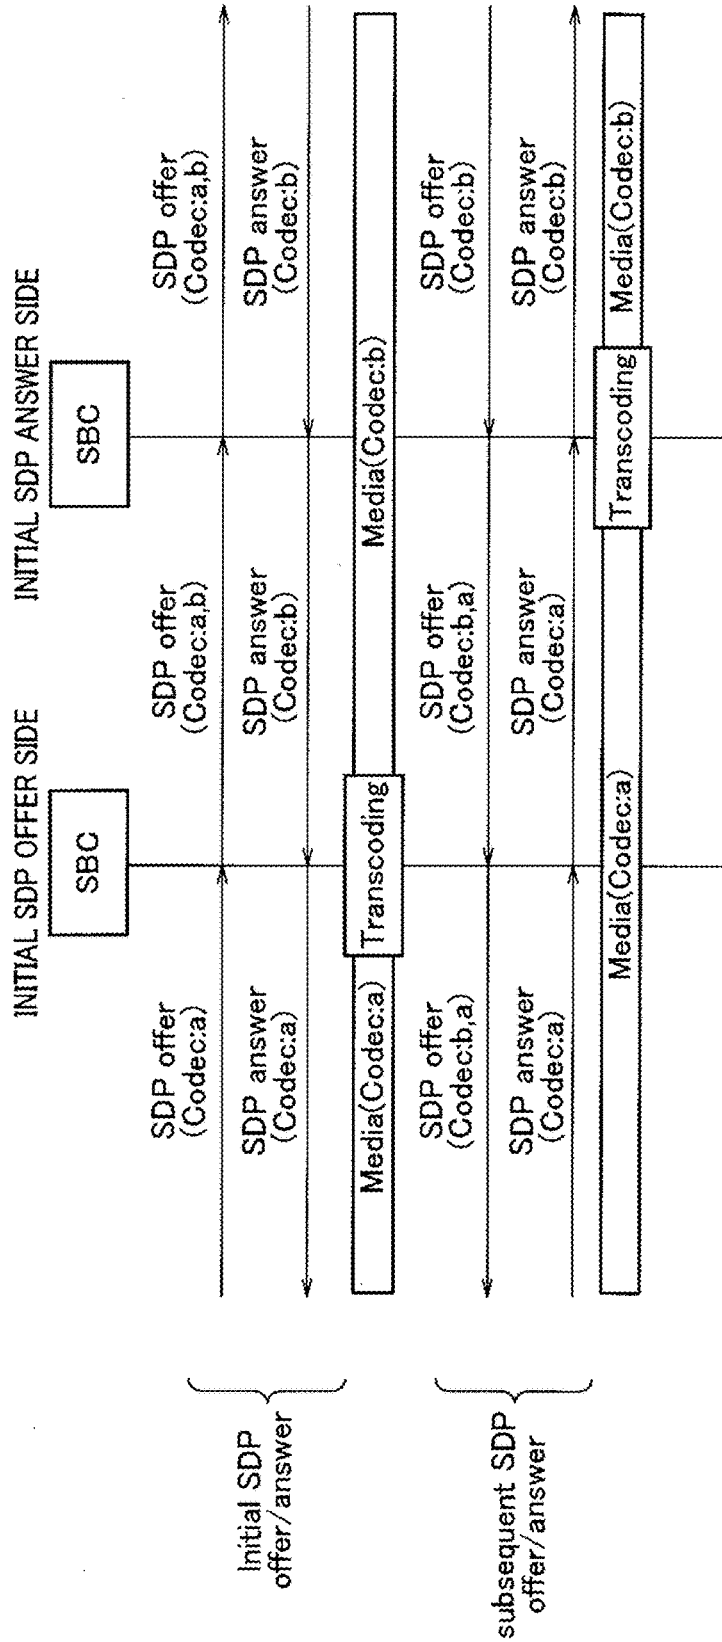 INITIAL SDP OFFER SIDE
INITIAL SDP ANSWER SIDE
SBC
SBC
Initial SDP
offer/answer
SDP offer
(Codec:a)
SDP offer
(Codec:a,b)
SDP offer
(Codec:a,b)
SDP answer
(Codec:a)
SDP answer
(Codec:b)
SDP answer
(Codec:b)
Media(Codec:a)
Transcoding
Media(Codec:b)
subsequent SDP
offer/answer
SDP offer
(Codec:b,a)
SDP offer
(Codec:b,a)
SDP offer
(Codec:b)
SDP answer
(Codec:a)
SDP answer
(Codec:a)
SDP answer
(Codec:b)
Media(Codec:a)
Transcoding
Media(Codec:b)